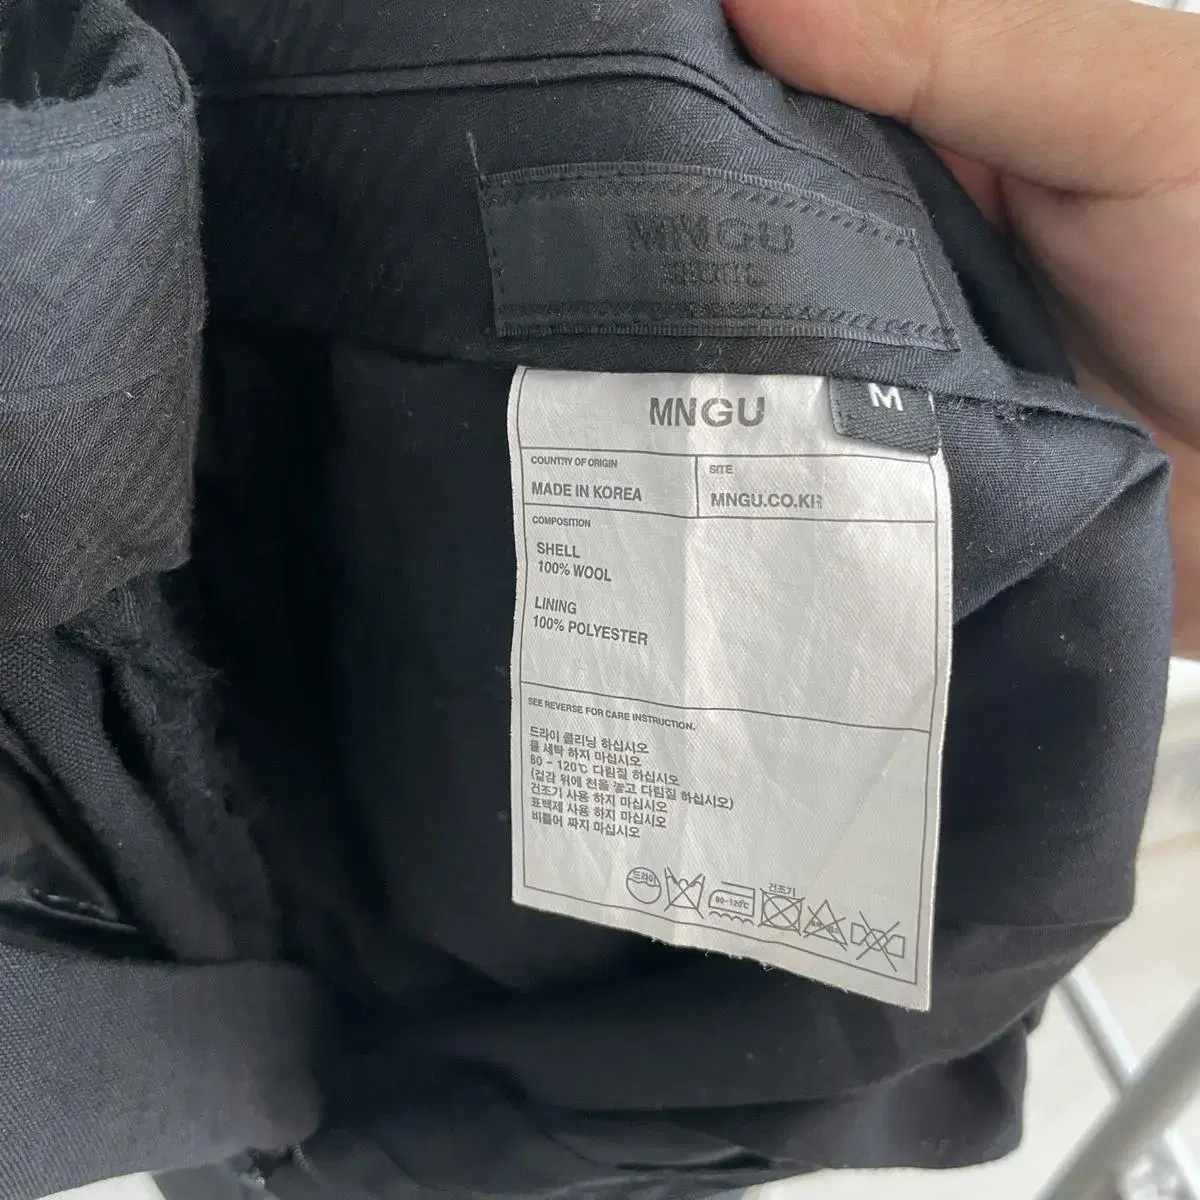 MNGU
M
MNGU
COUNTRY OF ORIGIN
MADE IN KOREA
SITE
MNGU.CO.KR
COMPOSITION
SHELL
100% WOOL
LINING
100% POLYESTER
SEE REVERSE FOR CARE INSTRUCTION.
드라이 클리닝 하십시오
물 세탁 하지 마십시오
80 - 120℃ 다림질 하십시오
(겉감 위에 천을 놓고 다림질 하십시오)
건조기 사용 하지 마십시오
표백제 사용 하지 마십시오
비틀어 짜지 마십시오
드라이
80-120℃
건조기